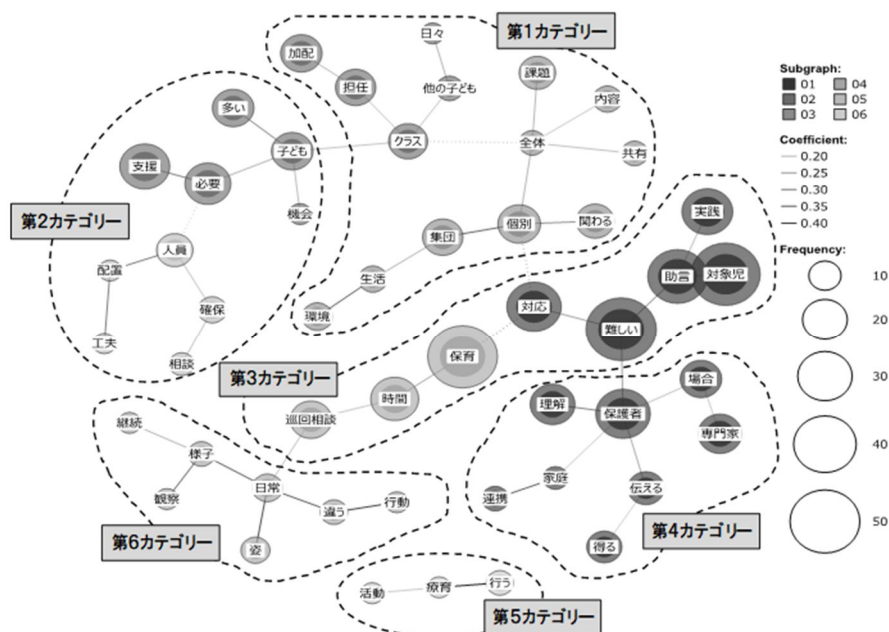 第1カテゴリー
日々
加配
課題
担任
他の子ども
内容
多い
クラス
全体
子ども
共有
支援
必要
実践
第2カテゴリー
機会
個別
関わる
集団
人員
助言
対象児
配置
生活
確保
環境
対応
工夫
難しい
相談
保育
第3カテゴリー
場合
時間
理解
保護者
巡回相談
専門家
継続
様子
家庭
日常
連携
伝える
観察
違う
行動
第4カテゴリー
第6カテゴリー
姿
得る
活動
療育
行う
第5カテゴリー
Subgraph:
01 04
02 05
03 06
Coefficient:
0.20
0.25
0.30
0.35
0.40
Frequency:
10
20
30
40
50